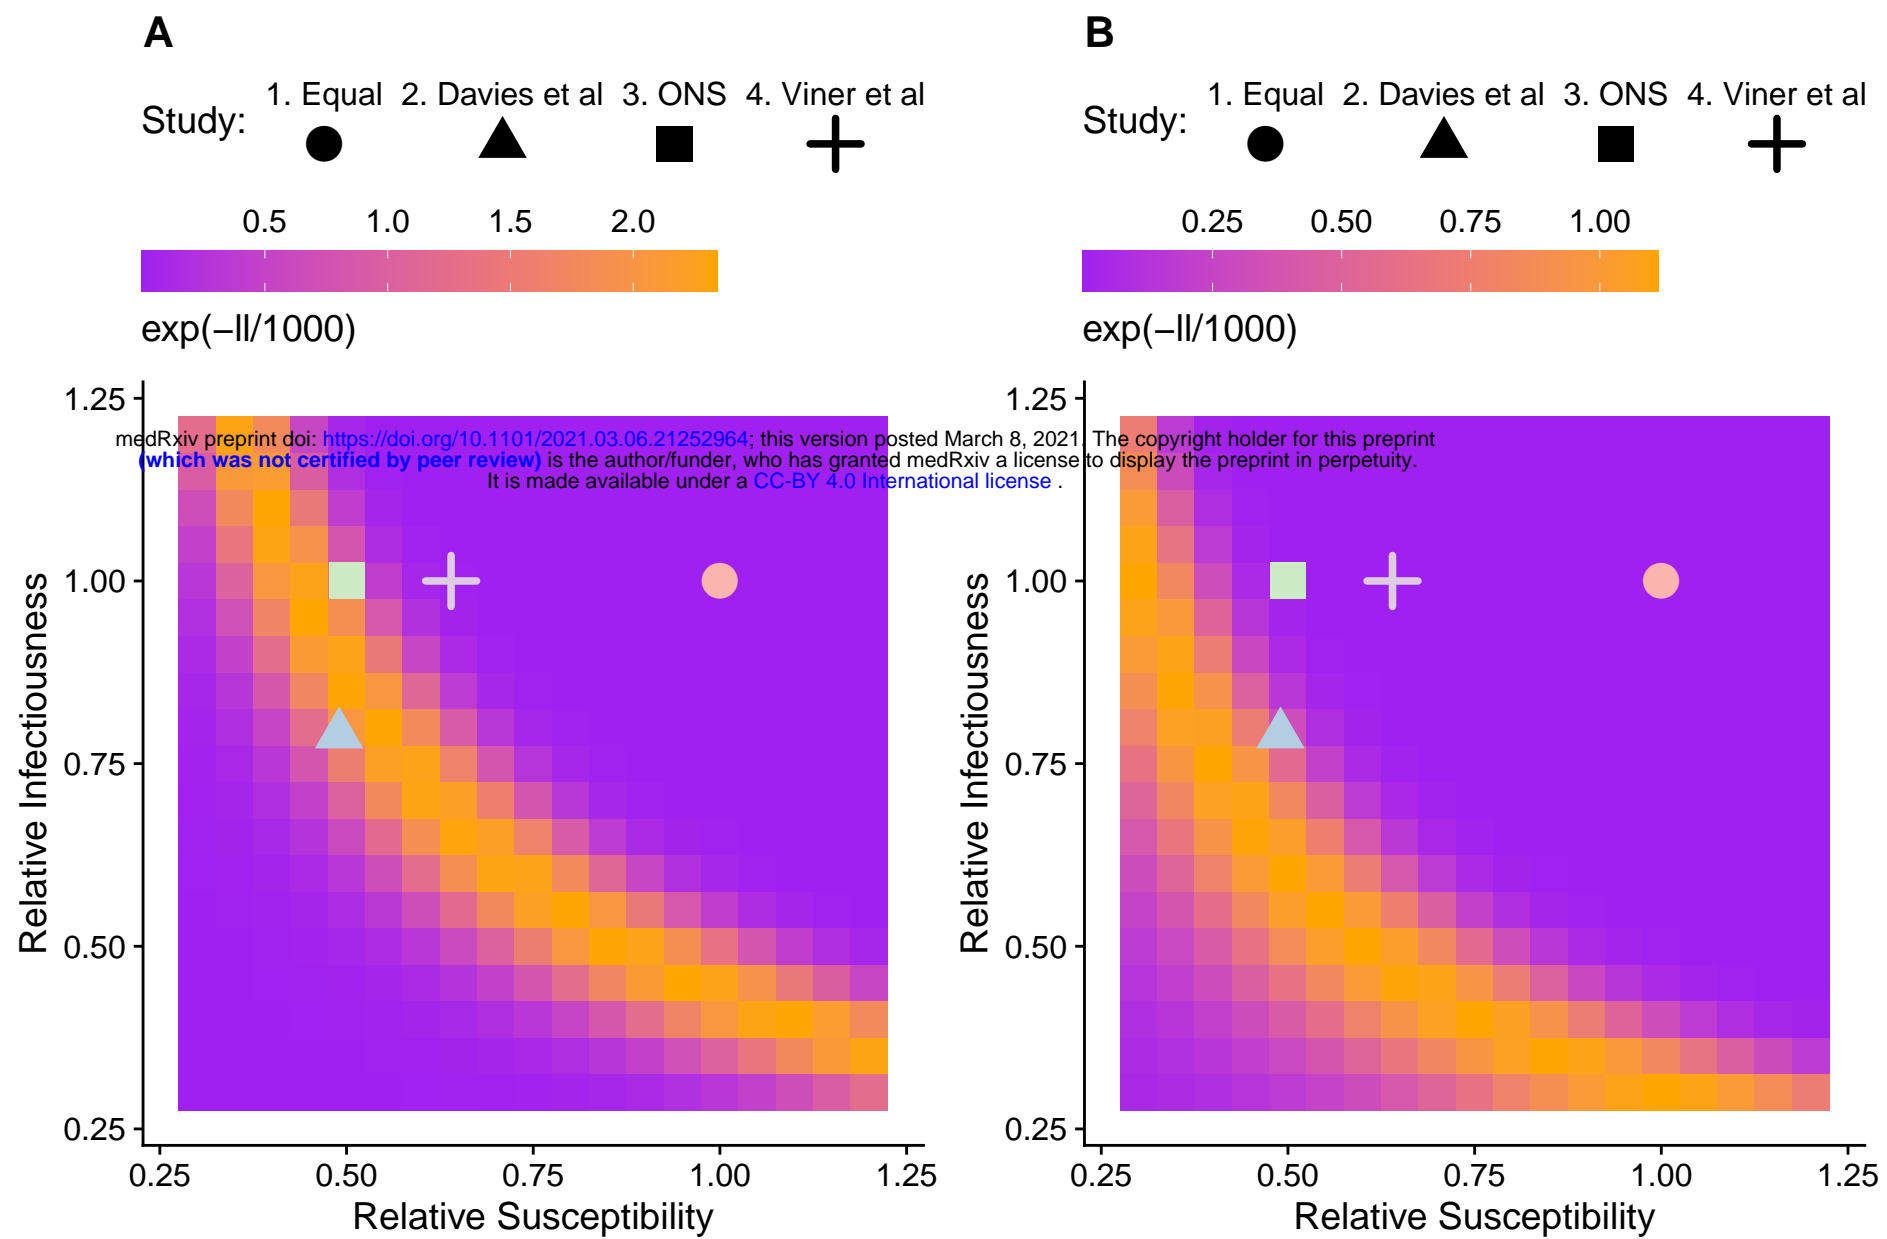 A
Study:
1. Equal 2. Davies et al 3. ONS 4. Viner et al
0.5 1.0 1.5 2.0
exp(−ll/1000)
1.25
1.00
0.75
0.50
0.25
Relative Infectiousness
0.25 0.50 0.75 1.00 1.25
Relative Susceptibility
B
Study:
1. Equal 2. Davies et al 3. ONS 4. Viner et al
0.25 0.50 0.75 1.00
exp(−ll/1000)
1.25
1.00
0.75
0.50
0.25
Relative Infectiousness
0.25 0.50 0.75 1.00 1.25
Relative Susceptibility
medRxiv preprint doi: https://doi.org/10.1101/2021.03.06.21252964; this version posted March 8, 2021. The copyright holder for this preprint
(which was not certified by peer review) is the author/funder, who has granted medRxiv a license to display the preprint in perpetuity.
It is made available under a CC-BY 4.0 International license .